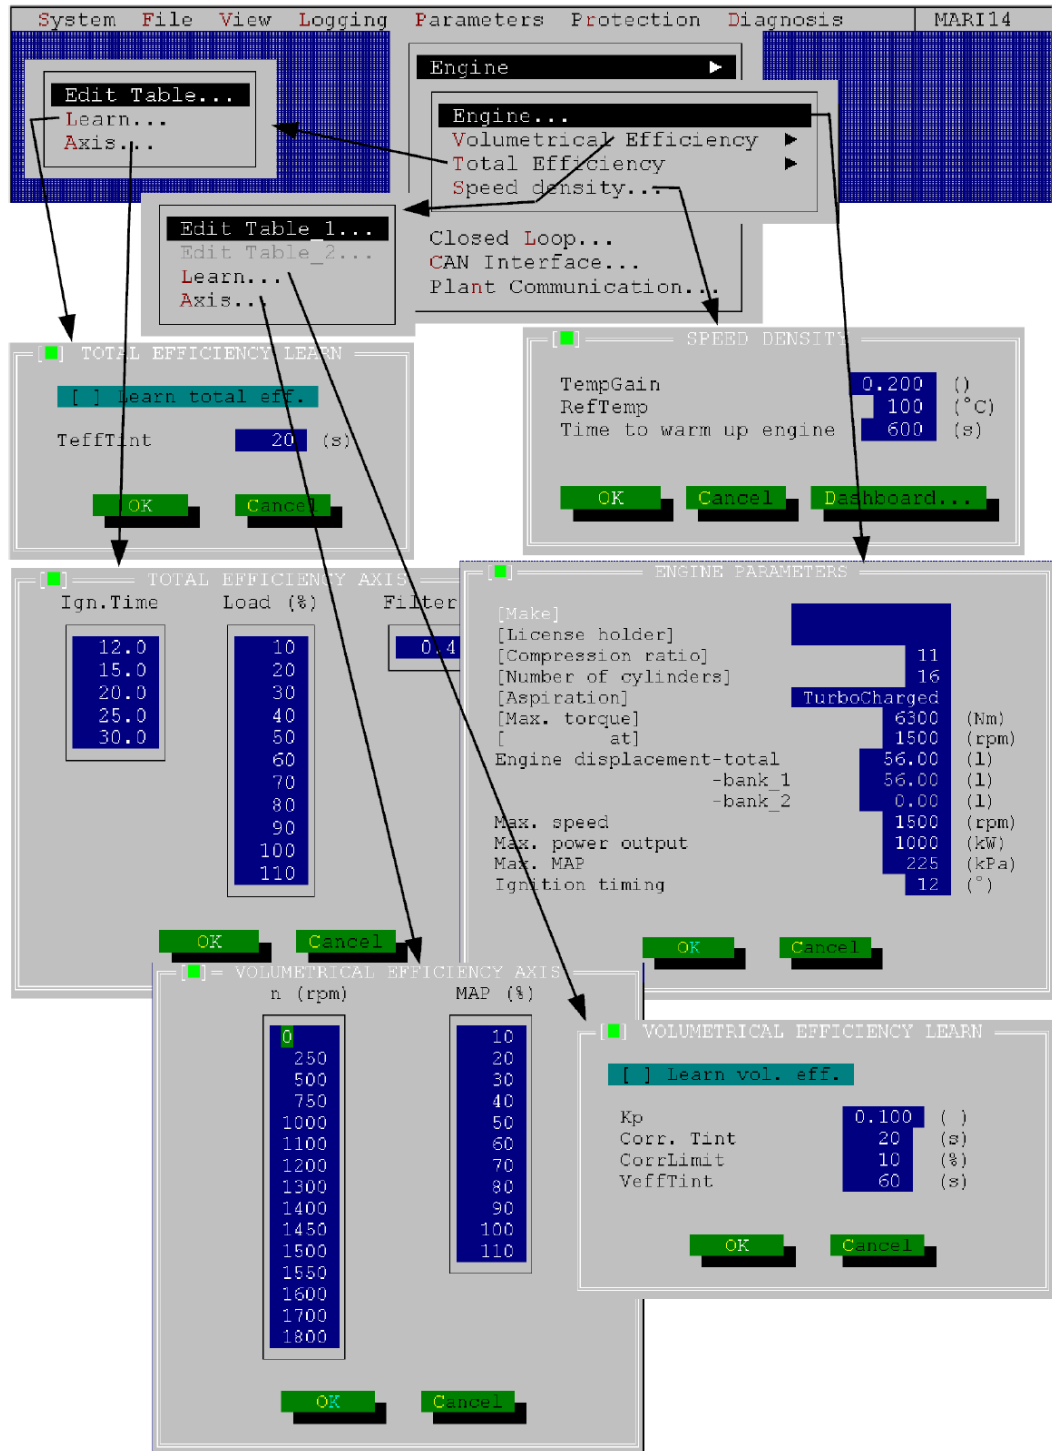 System File View Logging Parameters Protection Diagnosis MARI14
Engine
Edit Table...
Learn...
Axis...
Engine...
Volumetrical Efficiency
Total Efficiency
Speed density...
Edit Table_1...
Edit Table_2...
Learn...
Axis...
Closed Loop...
CAN Interface...
Plant Communication...
TOTAL EFFICIENCY LEARN
[ ] Learn total eff.
TeffTint 20 (s)
OK Cancel
SPEED DENSITY
TempGain 0.200 ()
RefTemp 100 (°C)
Time to warm up engine 600 (s)
OK Cancel Dashboard...
TOTAL EFFICIENCY AXIS
Ign.Time Load (%) Filter
12.0 10 0.4
15.0 20
20.0 30
25.0 40
30.0 50
60
70
80
90
100
110
OK Cancel
ENGINE PARAMETERS
[Make]
[License holder]
[Compression ratio] 11
[Number of cylinders] 16
[Aspiration] TurboCharged
[Max. torque] 6300 (Nm)
[ at] 1500 (rpm)
Engine displacement-total 56.00 (l)
-bank_1 56.00 (l)
-bank_2 0.00 (l)
Max. speed 1500 (rpm)
Max. power output 1000 (kW)
Max. MAP 225 (kPa)
Ignition timing 12 (°)
OK Cancel
VOLUMETRICAL EFFICIENCY AXIS
n (rpm) MAP (%)
0 10
250 20
500 30
750 40
1000 50
1100 60
1200 70
1300 80
1400 90
1450 100
1500 110
1550
1600
1700
1800
OK Cancel
VOLUMETRICAL EFFICIENCY LEARN
[ ] Learn vol. eff.
Kp 0.100 ( )
Corr. Tint 20 (s)
CorrLimit 10 (%)
VeffTint 60 (s)
OK Cancel